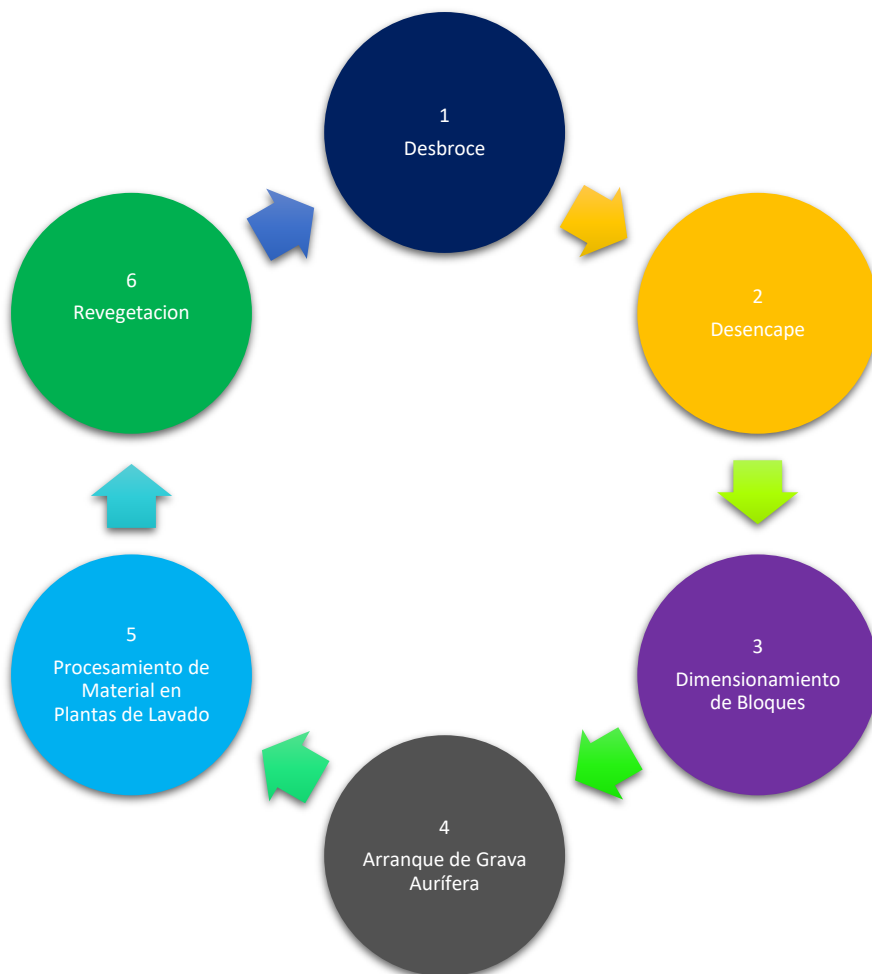 1
Desbroce
2
Desencape
3
Dimensionamiento
de Bloques
4
Arranque de Grava
Aurífera
5
Procesamiento de
Material en
Plantas de Lavado
6
Revegetacion